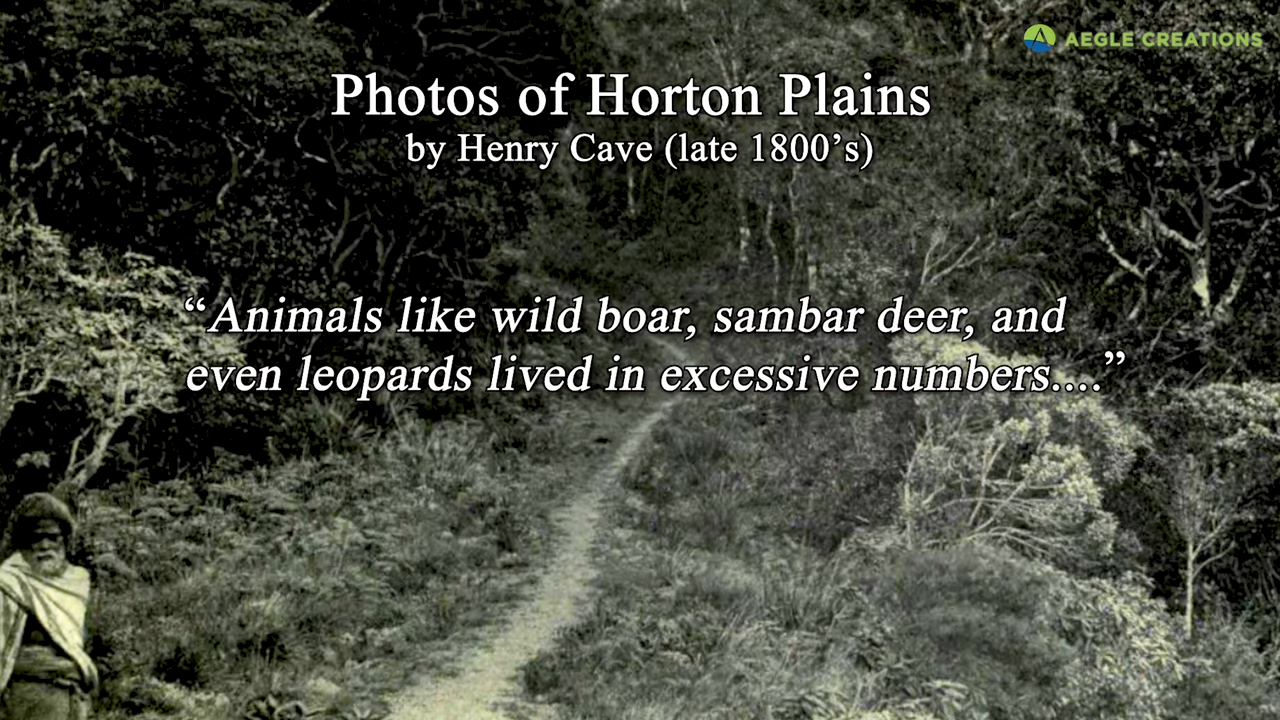 AEGLE CREATIONS
Photos of Horton Plains
by Henry Cave (late 1800’s)
“Animals like wild boar, sambar deer, and
even leopards lived in excessive numbers....”